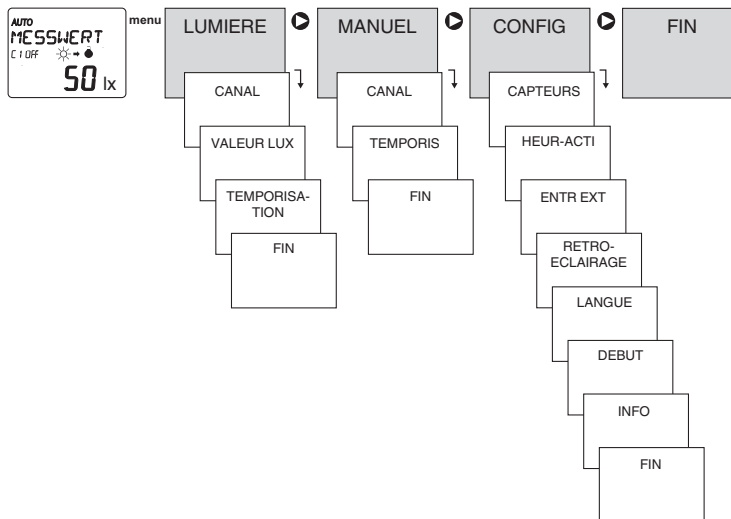 AUTO
MESSWERT
C1 OFF
50 lx
menu
LUMIERE
CANAL
VALEUR LUX
TEMPORISA-
TION
FIN
MANUEL
CANAL
TEMPORIS
FIN
CONFIG
CAPTEURS
HEUR-ACTI
ENTR EXT
RETRO-
ECLAIRAGE
LANGUE
DEBUT
INFO
FIN
FIN